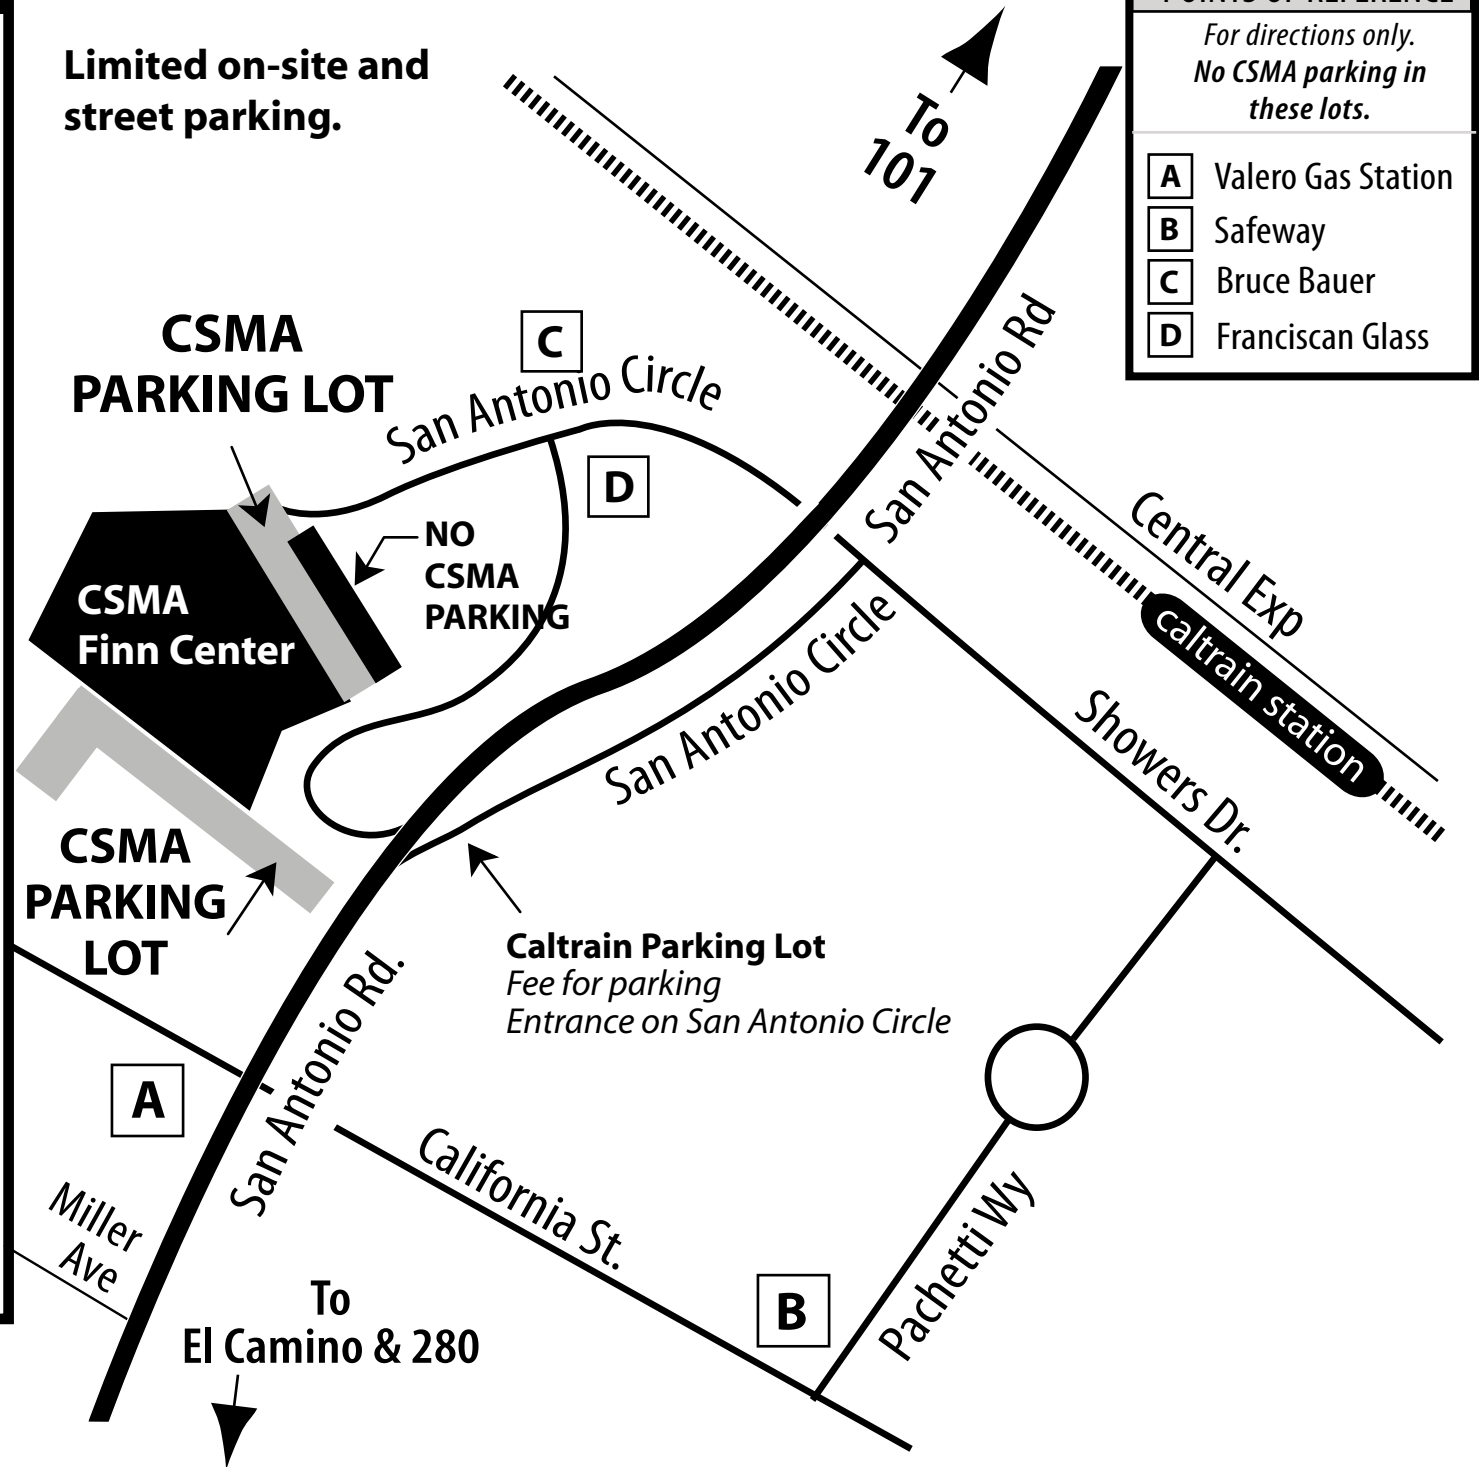 POINTS OF REFERENCE
For directions only.
No CSMA parking in
these lots.
A Valero Gas Station
B Safeway
C Bruce Bauer
D Franciscan Glass
Limited on-site and
street parking.
To
101
CSMA
PARKING LOT
C
San Antonio Circle
D
San Antonio Rd
NO
CSMA
PARKING
CSMA
Finn Center
Central Exp
caltrain station
San Antonio Circle
Showers Dr.
CSMA
PARKING
LOT
Caltrain Parking Lot
Fee for parking
Entrance on San Antonio Circle
San Antonio Rd.
A
California St.
Pachetti Wy
Miller
Ave
B
To
El Camino & 280